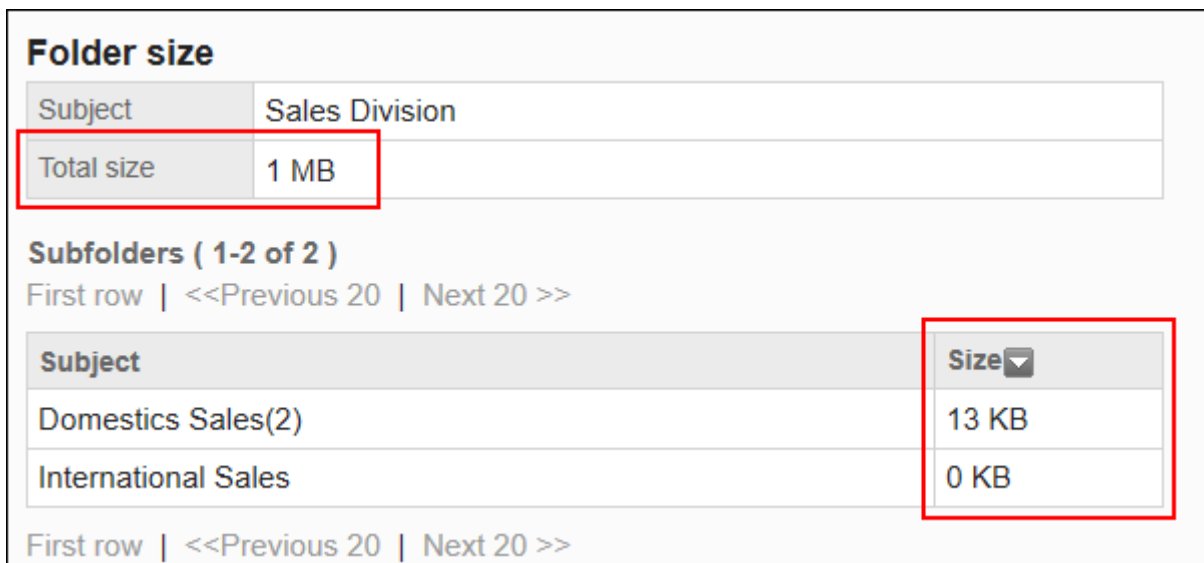 Folder size
Subject Sales Division
Total size 1 MB
Subfolders ( 1-2 of 2 )
First row | <<Previous 20 | Next 20 >>
Subject Size
Domestics Sales(2) 13 KB
International Sales 0 KB
First row | <<Previous 20 | Next 20 >>